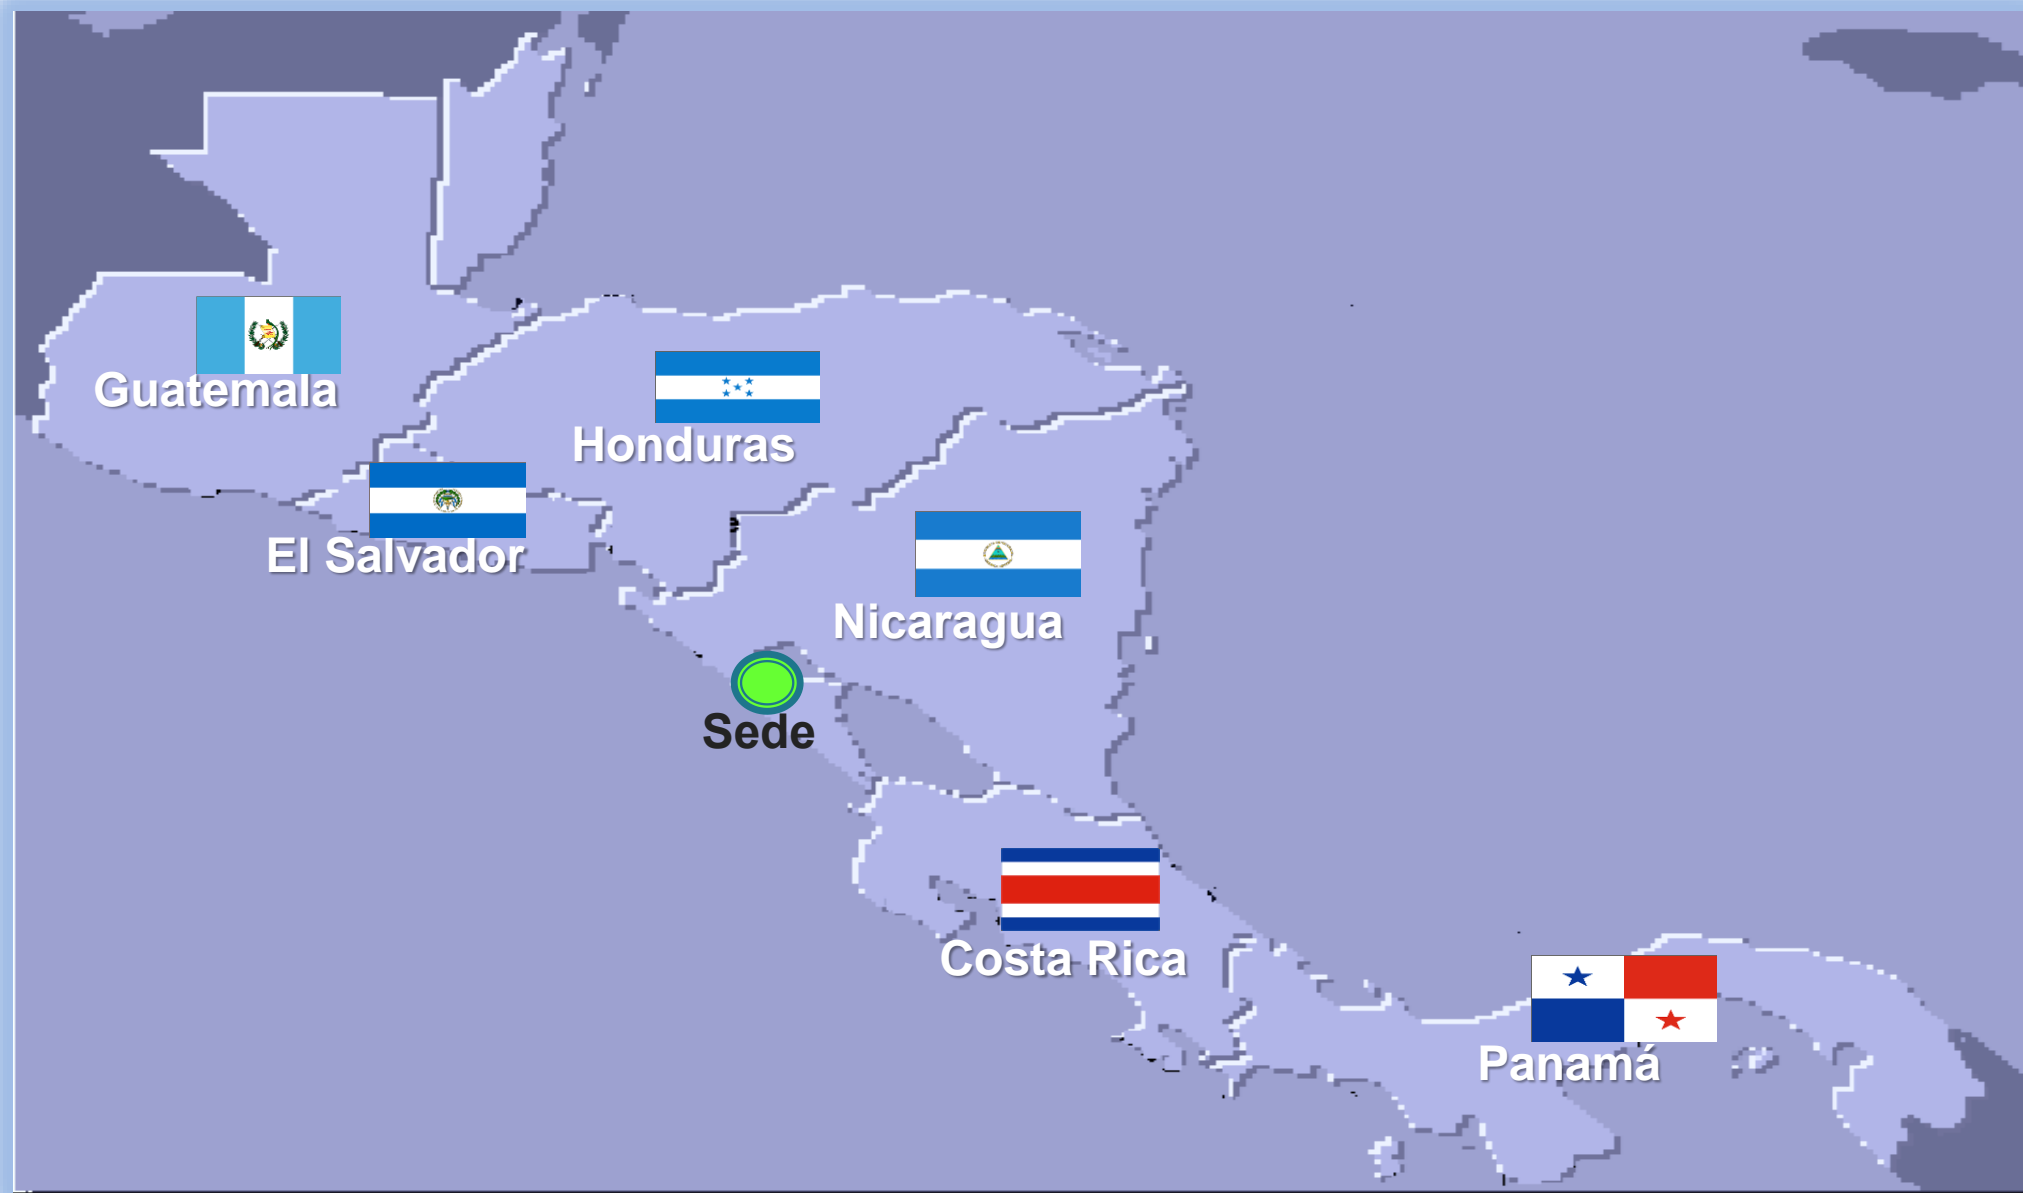 Guatemala
Honduras
El Salvador
Nicaragua
Sede
Costa Rica
Panamá